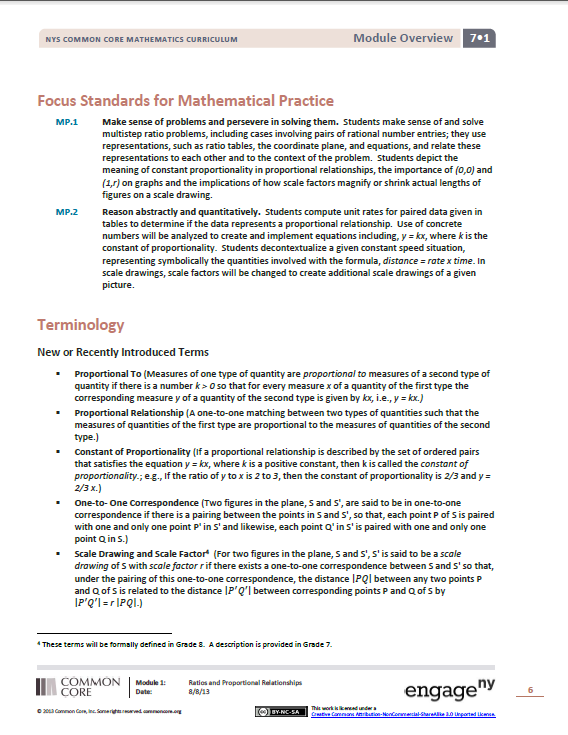 NYS COMMON CORE MATHEMATICS CURRICULUM
Module Overview
7•1
Focus Standards for Mathematical Practice
MP.1
Make sense of problems and persevere in solving them. Students make sense of and solve
multistep ratio problems, including cases involving pairs of rational number entries; they use
representations, such as ratio tables, the coordinate plane, and equations, and relate these
representations to each other and to the context of the problem. Students depict the
meaning of constant proportionality in proportional relationships, the importance of (0,0) and
(1,r) on graphs and the implications of how scale factors magnify or shrink actual lengths of
figures on a scale drawing.
MP.2
Reason abstractly and quantitatively. Students compute unit rates for paired data given in
tables to determine if the data represents a proportional relationship. Use of concrete
numbers will be analyzed to create and implement equations including, y = kx, where k is the
constant of proportionality. Students decontextualize a given constant speed situation,
representing symbolically the quantities involved with the formula, distance = rate x time. In
scale drawings, scale factors will be changed to create additional scale drawings of a given
picture.
Terminology
New or Recently Introduced Terms
▪ Proportional To (Measures of one type of quantity are proportional to measures of a second type of
quantity if there is a number k > 0 so that for every measure x of a quantity of the first type the
corresponding measure y of a quantity of the second type is given by kx, i.e., y = kx.)
▪ Proportional Relationship (A one-to-one matching between two types of quantities such that the
measures of quantities of the first type are proportional to the measures of quantities of the second
type.)
▪ Constant of Proportionality (If a proportional relationship is described by the set of ordered pairs
that satisfies the equation y = kx, where k is a positive constant, then k is called the constant of
proportionality.; e.g., If the ratio of y to x is 2 to 3, then the constant of proportionality is 2/3 and y =
2/3 x.)
▪ One-to- One Correspondence (Two figures in the plane, S and S', are said to be in one-to-one
correspondence if there is a pairing between the points in S and S', so that, each point P of S is paired
with one and only one point P' in S' and likewise, each point Q' in S' is paired with one and only one
point Q in S.)
▪ Scale Drawing and Scale Factor⁴ (For two figures in the plane, S and S', S' is said to be a scale
drawing of S with scale factor r if there exists a one-to-one correspondence between S and S' so that,
under the pairing of this one-to-one correspondence, the distance |PQ| between any two points P
and Q of S is related to the distance |P'Q'| between corresponding points P and Q of S by
|P'Q'| = r |PQ|.)
⁴ These terms will be formally defined in Grade 8. A description is provided in Grade 7.
COMMON
CORE
Module 1:
Ratios and Proportional Relationships
Date:
8/8/13
engage ny
6
© 2013 Common Core, Inc. Some rights reserved. commoncore.org
cc BY-NC-SA
This work is licensed under a
Creative Commons Attribution-NonCommercial-ShareAlike 3.0 Unported License.